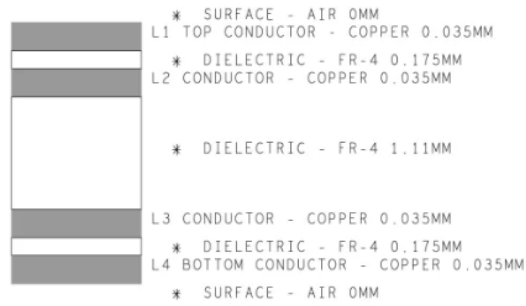 * SURFACE - AIR 0MM
L1 TOP CONDUCTOR - COPPER 0.035MM
* DIELECTRIC - FR-4 0.175MM
L2 CONDUCTOR - COPPER 0.035MM
* DIELECTRIC - FR-4 1.11MM
L3 CONDUCTOR - COPPER 0.035MM
* DIELECTRIC - FR-4 0.175MM
L4 BOTTOM CONDUCTOR - COPPER 0.035MM
* SURFACE - AIR 0MM